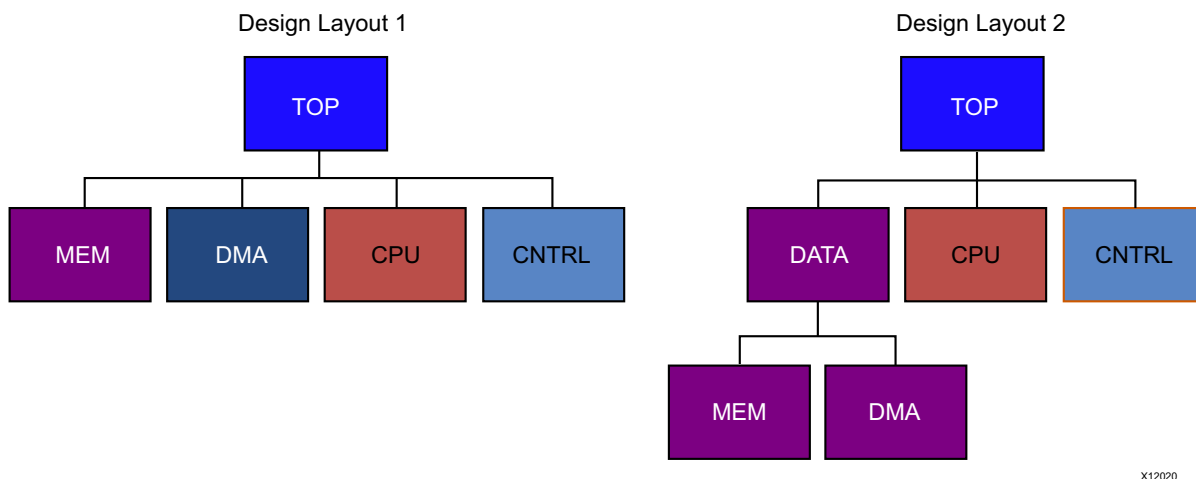 Design Layout 1
TOP
MEM DMA CPU CNTRL
Design Layout 2
TOP
DATA CPU CNTRL
MEM DMA
X12020